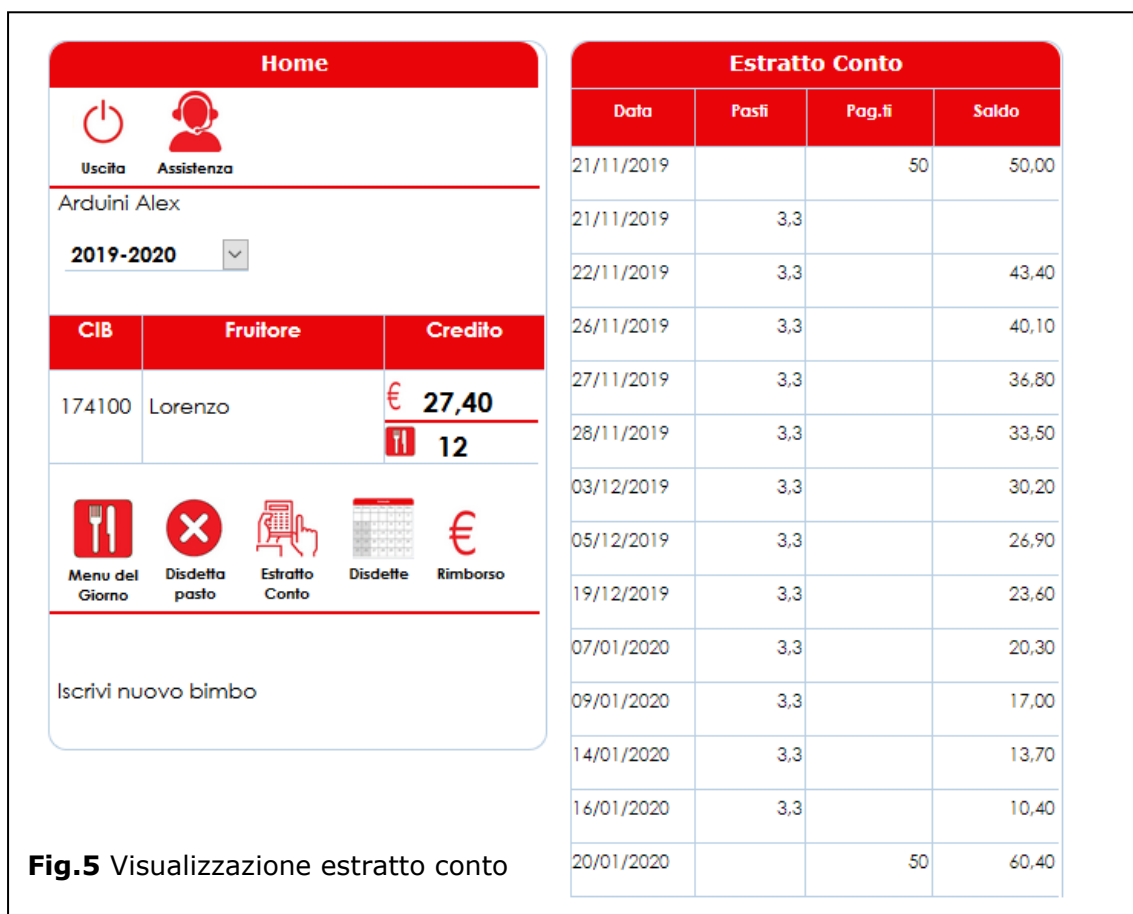 Home
Uscita Assistenza
Arduini Alex
2019-2020
CIB Fruitore Credito
174100 Lorenzo € 27,40
12
€
Menu del Giorno
Disdetta pasto
Estratto Conto
Disdette
Rimborso
Iscrivi nuovo bimbo
Fig.5 Visualizzazione estratto conto
Estratto Conto
Data Pasti Pag.ti Saldo
21/11/2019 50 50,00
21/11/2019 3,3
22/11/2019 3,3 43,40
26/11/2019 3,3 40,10
27/11/2019 3,3 36,80
28/11/2019 3,3 33,50
03/12/2019 3,3 30,20
05/12/2019 3,3 26,90
19/12/2019 3,3 23,60
07/01/2020 3,3 20,30
09/01/2020 3,3 17,00
14/01/2020 3,3 13,70
16/01/2020 3,3 10,40
20/01/2020 50 60,40